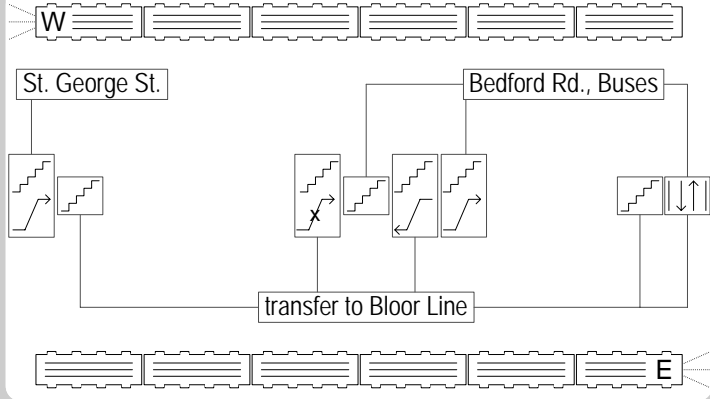 W
St. George St.
Bedford Rd., Buses
x
transfer to Bloor Line
E